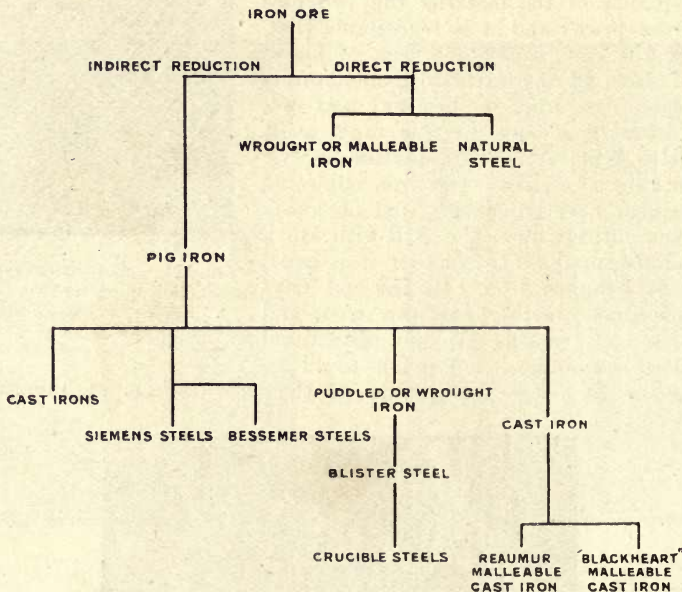 IRON ORE
INDIRECT REDUCTION DIRECT REDUCTION
WROUGHT OR MALLEABLE
IRON
NATURAL
STEEL
PIG IRON
CAST IRONS
SIEMENS STEELS BESSEMER STEELS
PUDDLED OR WROUGHT
IRON
CAST IRON
BLISTER STEEL
CRUCIBLE STEELS
REAUMUR
MALLEABLE
CAST IRON
"BLACKHEART"
MALLEABLE
CAST IRON